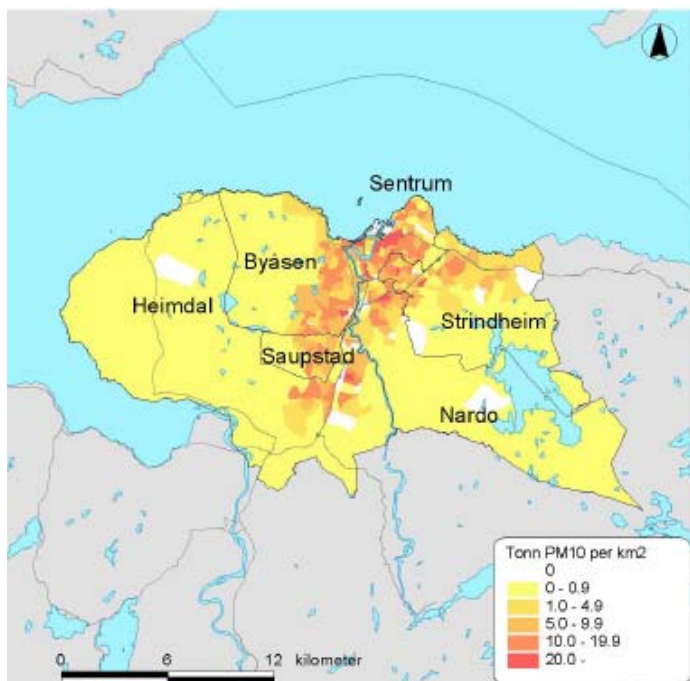 Sentrum
Byåsen
Heimdal
Strindheim
Saupstad
Nardo
Tonn PM10 per km2
0
0 - 0.9
1.0 - 4.9
5.0 - 9.9
10.0 - 19.9
20.0 -
0 6 12 kilometer